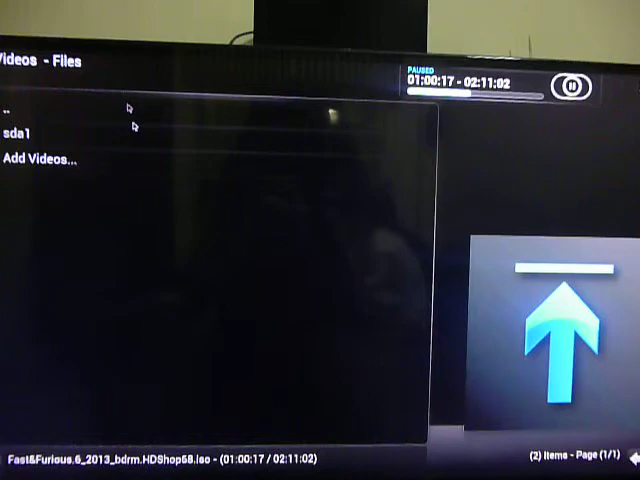 Videos - Files
PAUSED
01:00:17 - 02:11:02
..
sda1
Add Videos...
Fast&Furious.6_2013_bdrm.HDShop68.iso - (01:00:17 / 02:11:02)
(2) Items - Page (1/1)